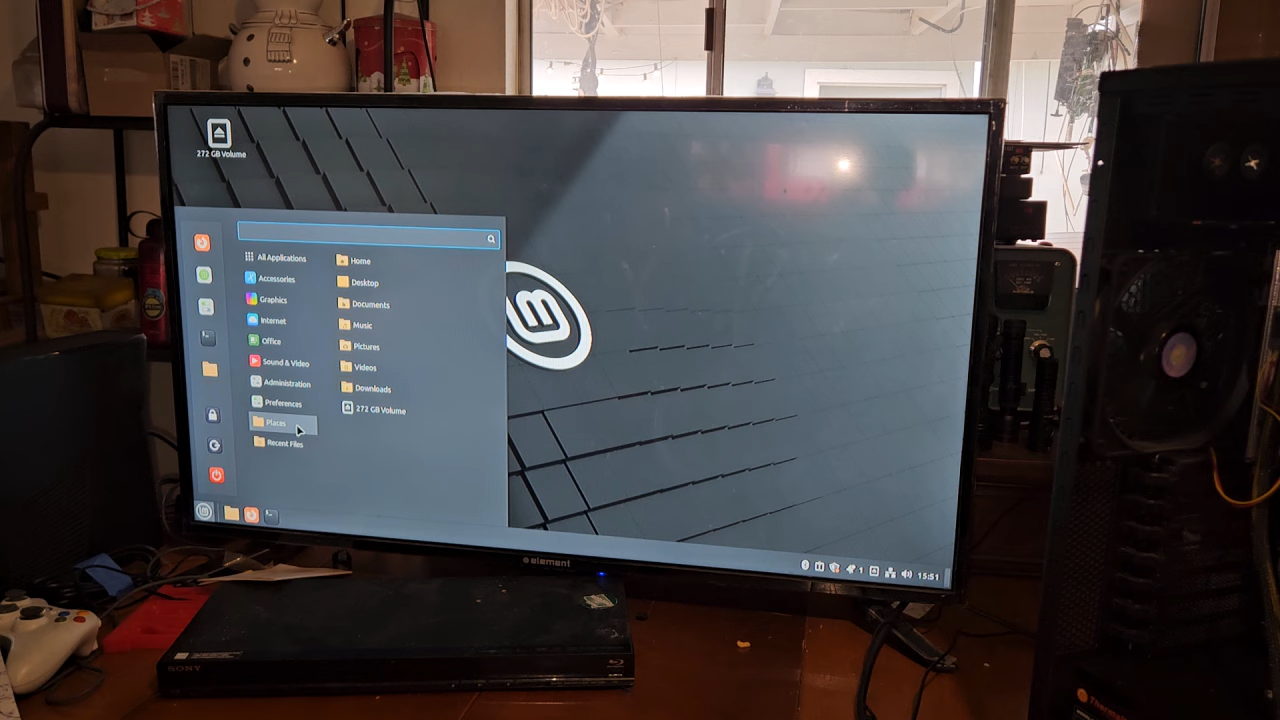 272 GB Volume
All Applications
Accessories
Graphics
Internet
Office
Sound & Video
Administration
Preferences
Places
Recent Files
Home
Desktop
Documents
Music
Pictures
Videos
Downloads
272 GB Volume
1
15:51
element
SONY